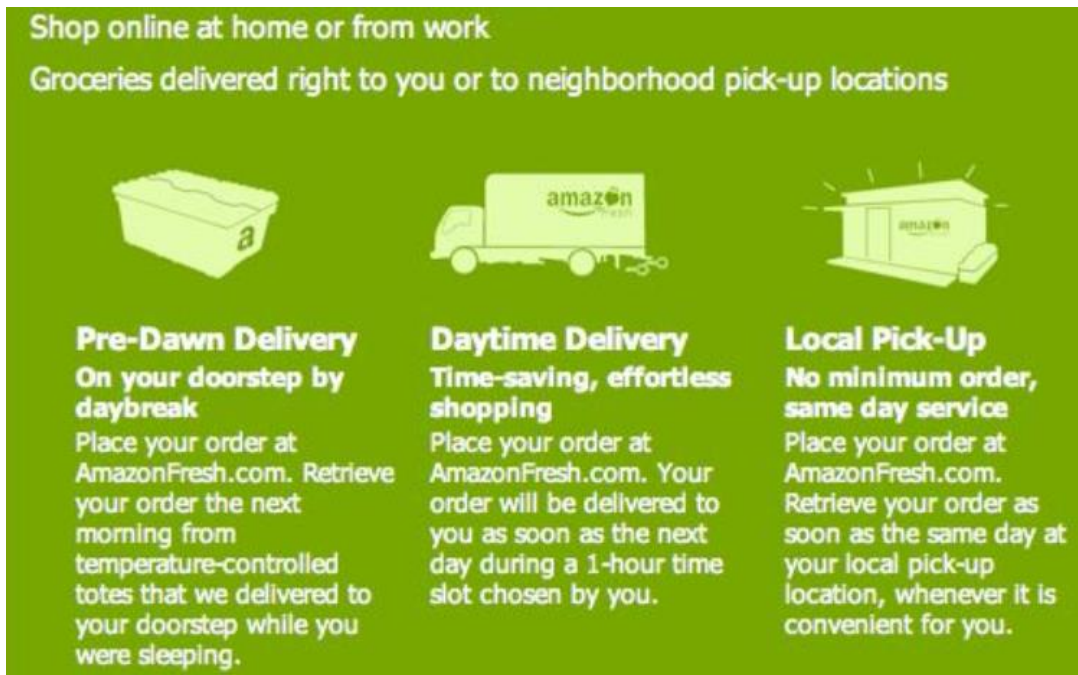 Shop online at home or from work
Groceries delivered right to you or to neighborhood pick-up locations
a
amazon
fresh
amazon
Pre-Dawn Delivery
On your doorstep by
daybreak
Place your order at
AmazonFresh.com. Retrieve
your order the next
morning from
temperature-controlled
totes that we delivered to
your doorstep while you
were sleeping.
Daytime Delivery
Time-saving, effortless
shopping
Place your order at
AmazonFresh.com. Your
order will be delivered to
you as soon as the next
day during a 1-hour time
slot chosen by you.
Local Pick-Up
No minimum order,
same day service
Place your order at
AmazonFresh.com.
Retrieve your order as
soon as the same day at
your local pick-up
location, whenever it is
convenient for you.